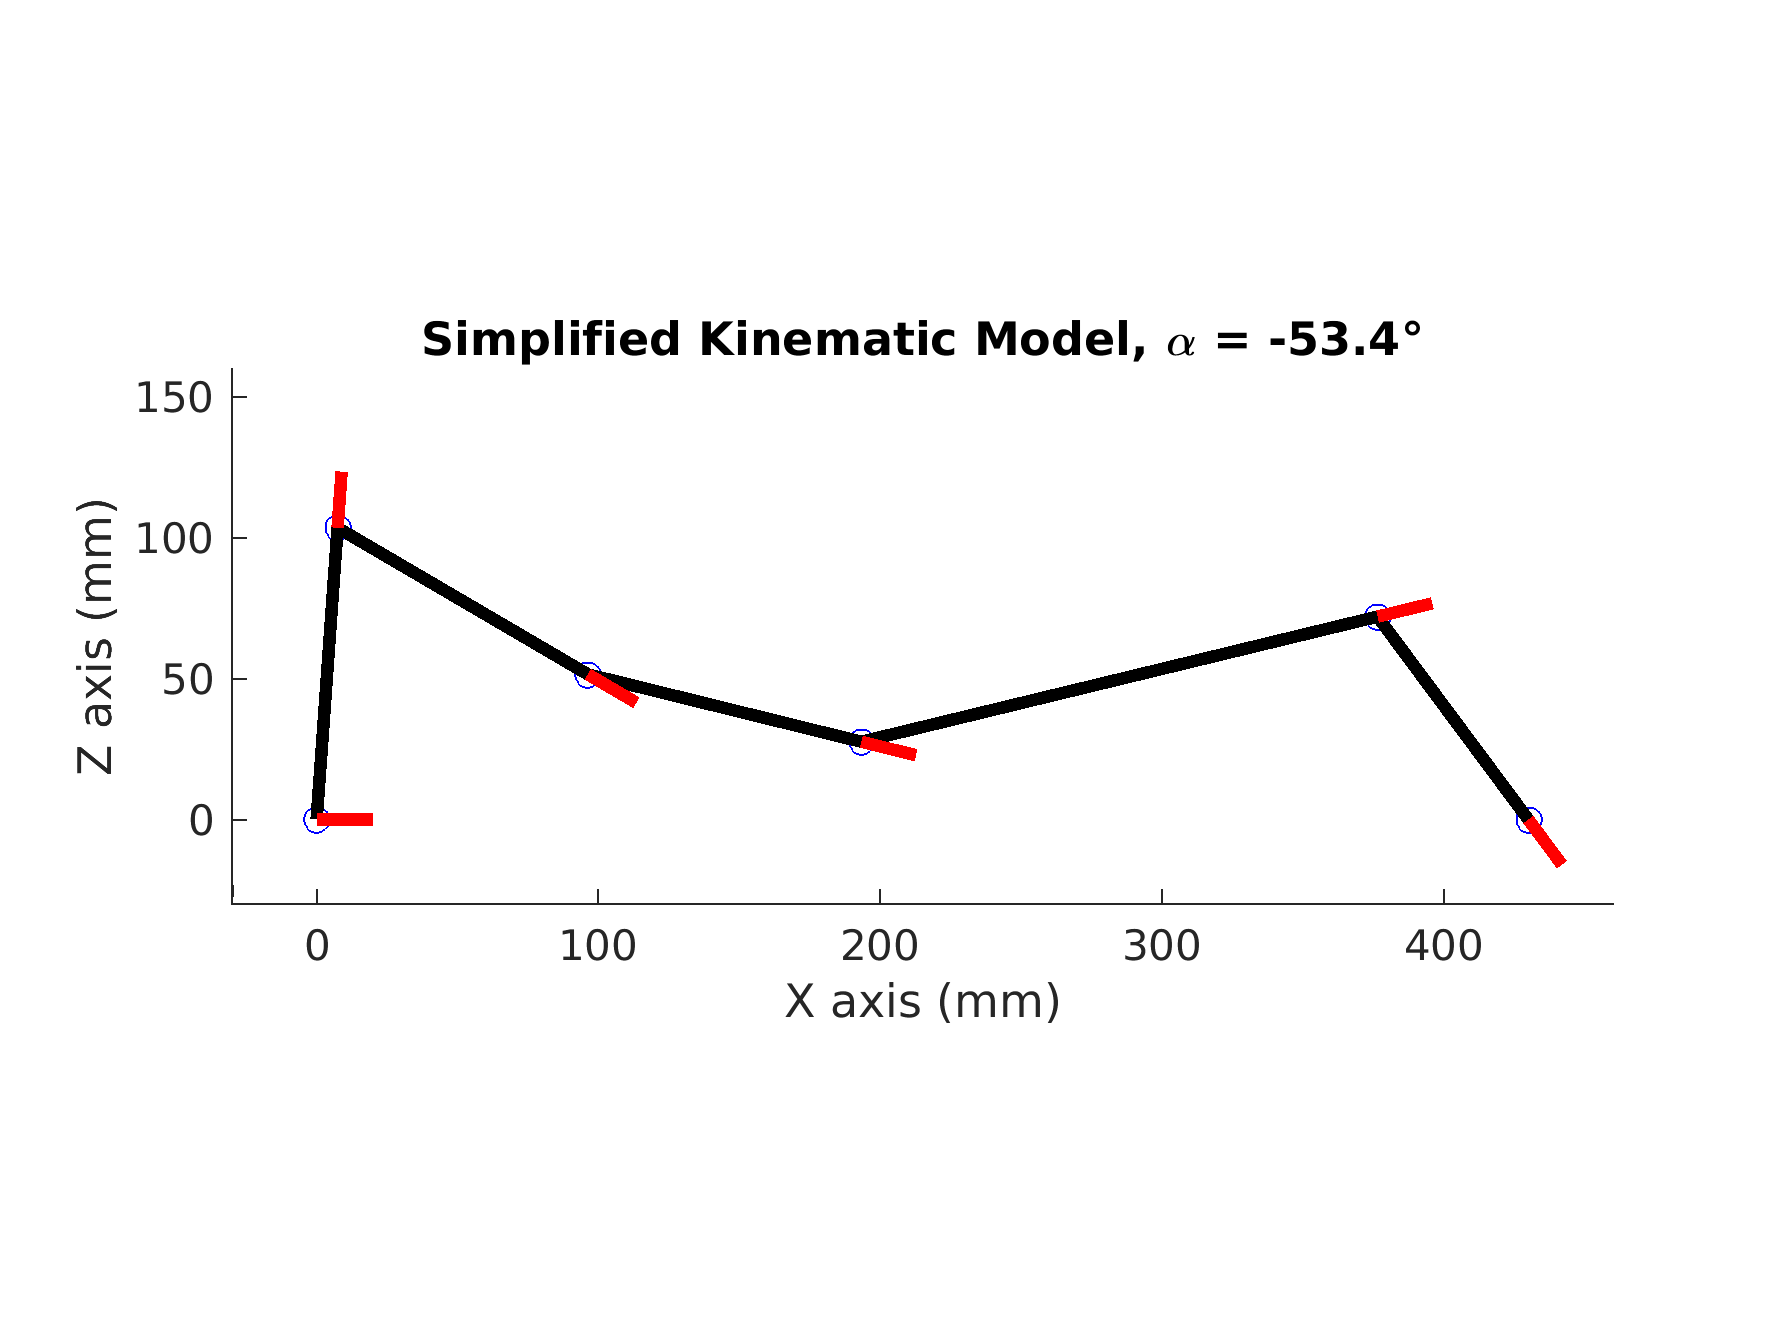 Simplified Kinematic Model, α = -53.4°
150
100
50
0
Z axis (mm)
0 100 200 300 400
X axis (mm)